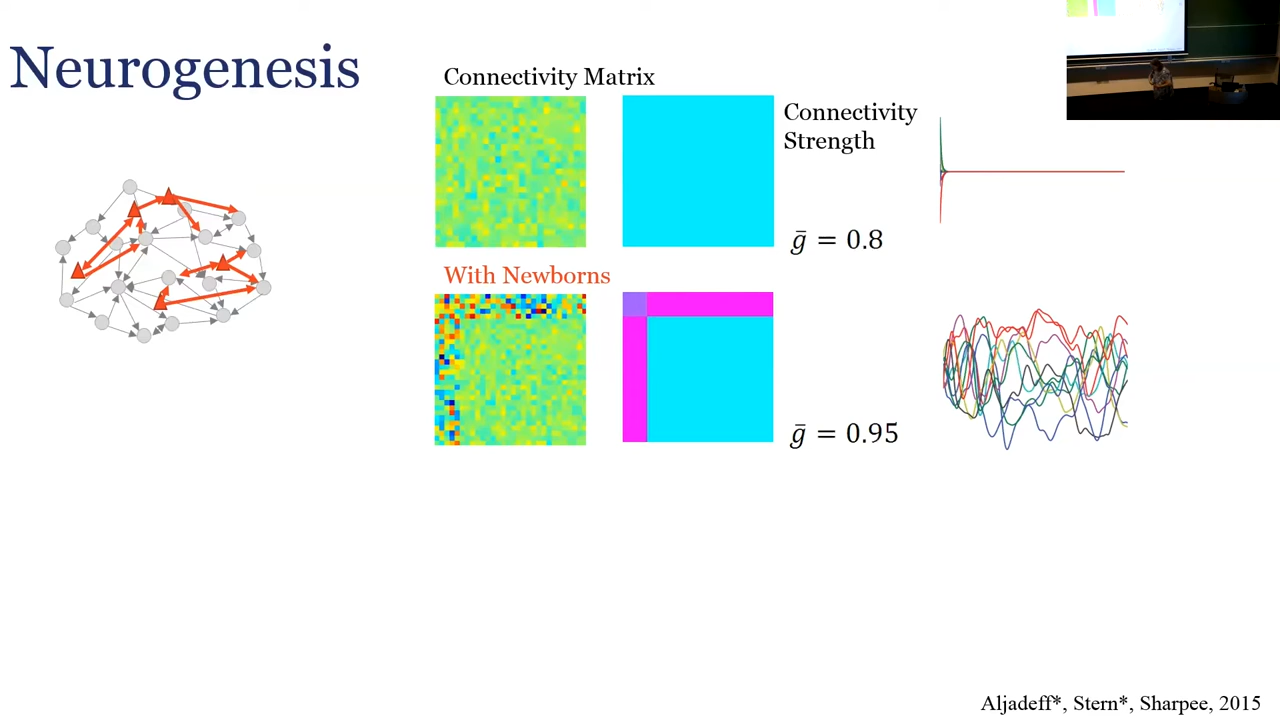 Neurogenesis
Connectivity Matrix
Connectivity
Strength
g̅ = 0.8
With Newborns
g̅ = 0.95
Aljadeff*, Stern*, Sharpee, 2015